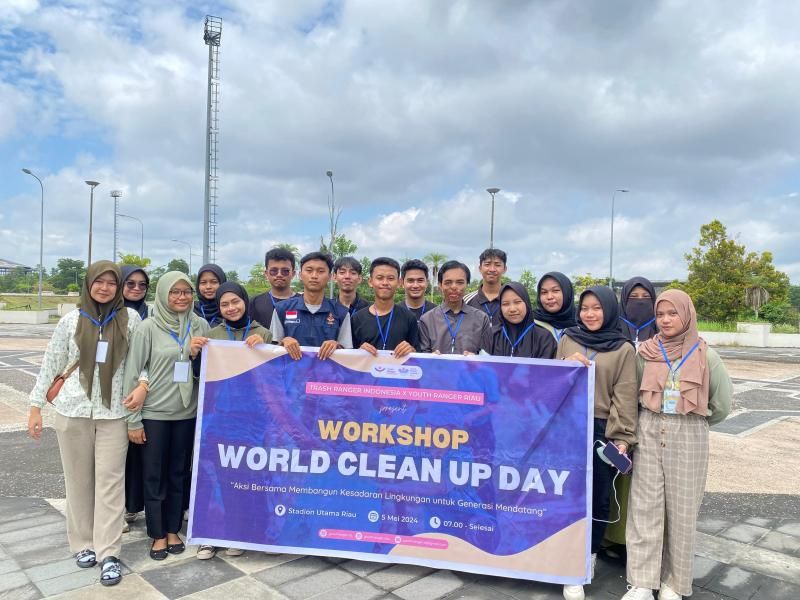 TRASH RANGER INDONESIA X YOUTH RANGER RIAU
present
WORKSHOP
WORLD CLEAN UP DAY
"Aksi Bersama Membangun Kesadaran Lingkungan untuk Generasi Mendatang"
Stadion Utama Riau
5 Mei 2024
07.00 - Selesai